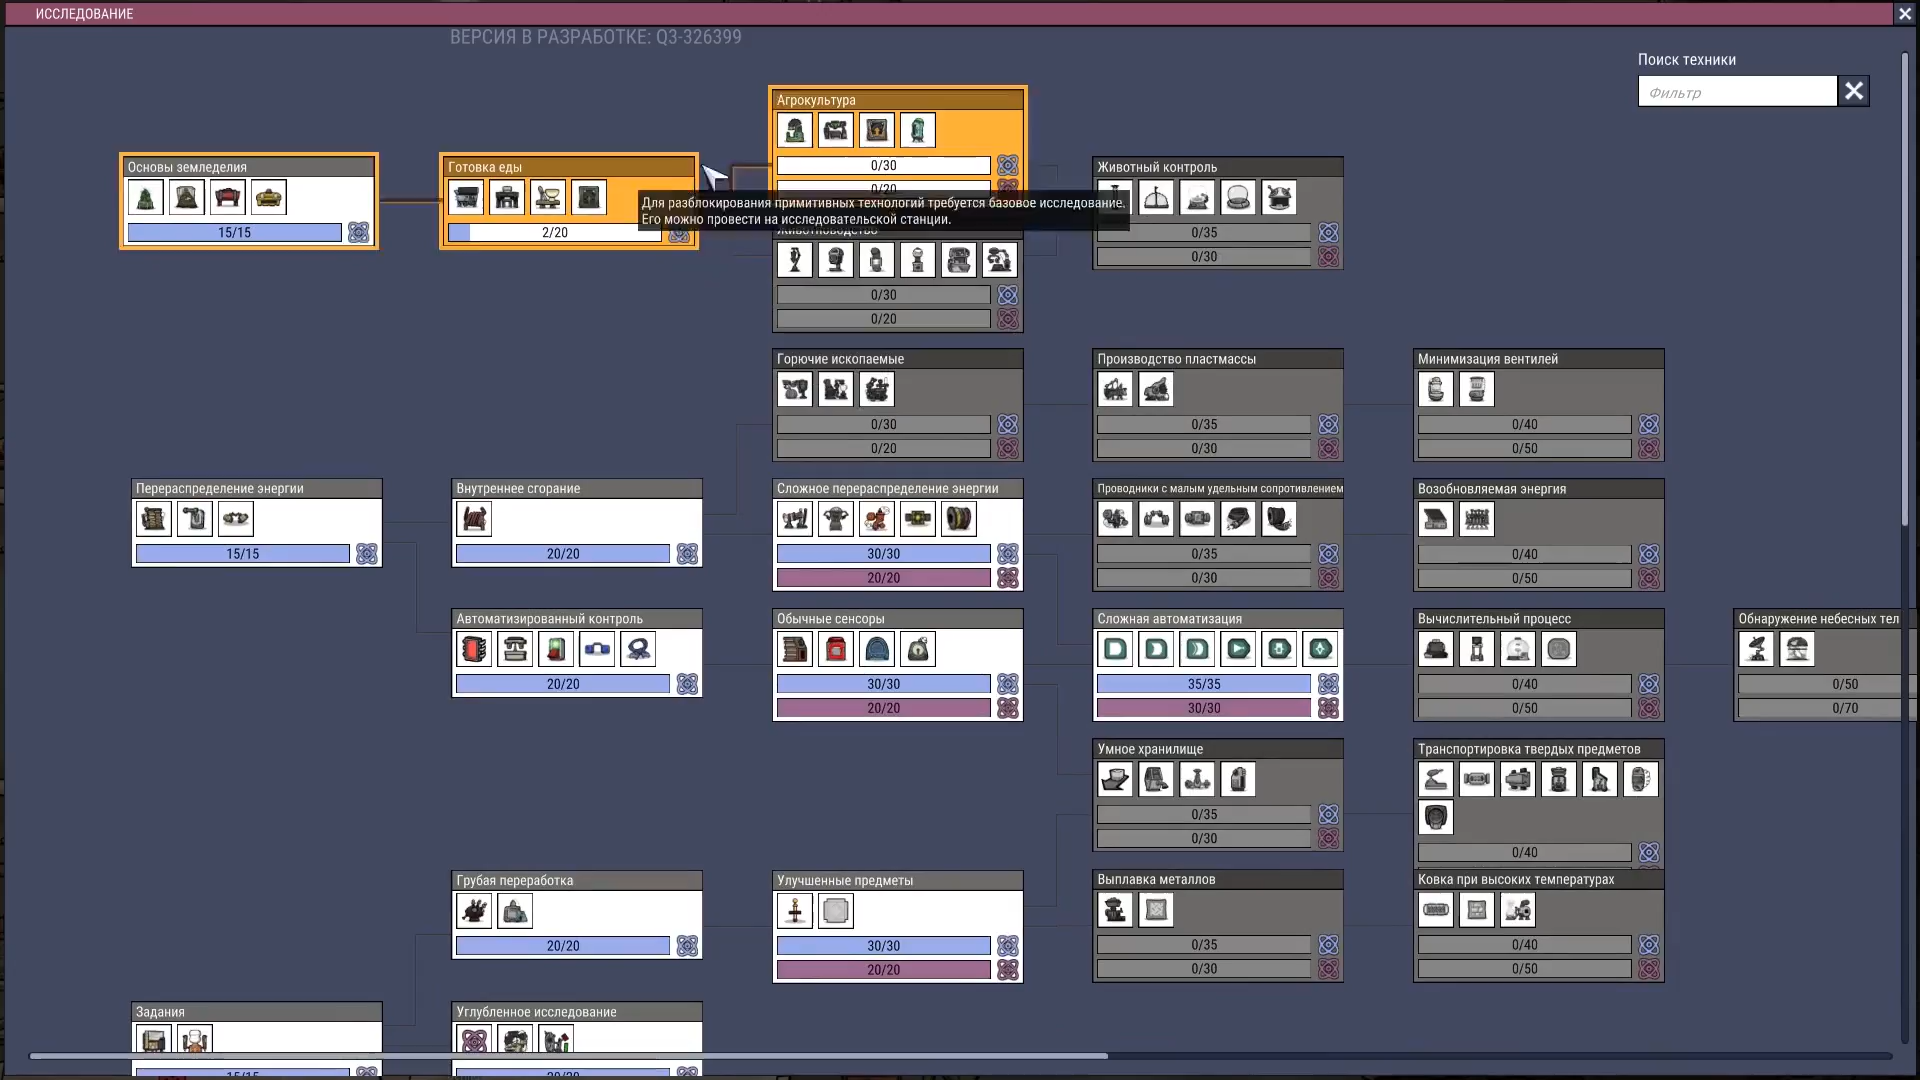 ИССЛЕДОВАНИЕ
ВЕРСИЯ В РАЗРАБОТКЕ: Q3-326399
Поиск техники
Фильтр
Агрокультура
0/30
0/20
Основы земледелия
15/15
Готовка еды
2/20
Для разблокирования примитивных технологий требуется базовое исследование.
Его можно провести на исследовательской станции.
Животный контроль
0/35
0/30
Животноводство
0/30
0/20
Горючие ископаемые
0/30
0/20
Производство пластмассы
0/35
0/30
Минимизация вентилей
0/40
0/50
Перераспределение энергии
15/15
Внутреннее сгорание
20/20
Сложное перераспределение энергии
30/30
20/20
Проводники с малым удельным сопротивлением
0/35
0/30
Возобновляемая энергия
0/40
0/50
Автоматизированный контроль
20/20
Обычные сенсоры
30/30
20/20
Сложная автоматизация
35/35
30/30
Вычислительный процесс
0/40
0/50
Обнаружение небесных тел
0/50
0/70
Умное хранилище
0/35
0/30
Транспортировка твердых предметов
0/40
Грубая переработка
20/20
Улучшенные предметы
30/30
20/20
Выплавка металлов
0/35
0/30
Ковка при высоких температурах
0/40
0/50
Задания
15/15
Углубленное исследование
20/20